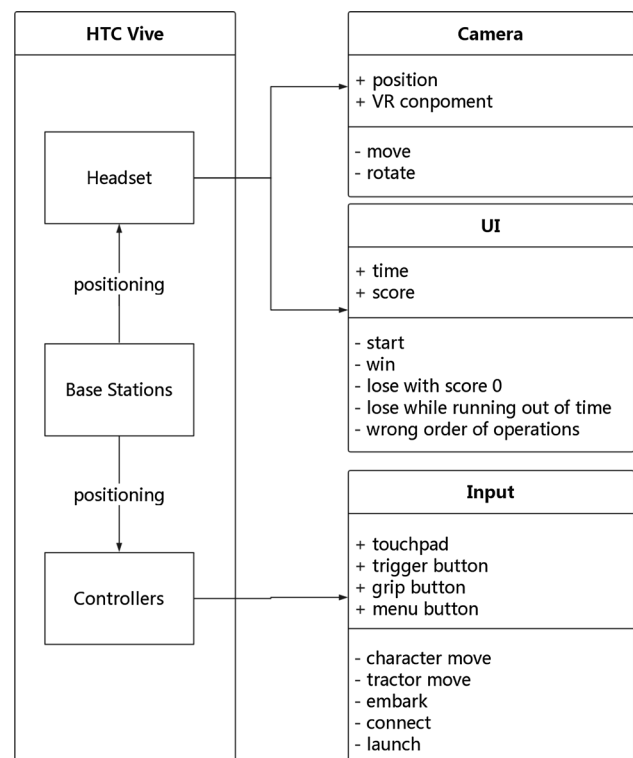 HTC Vive
Headset
positioning
Base Stations
positioning
Controllers
Camera
+ position
+ VR conpoment
- move
- rotate
UI
+ time
+ score
- start
- win
- lose with score 0
- lose while running out of time
- wrong order of operations
Input
+ touchpad
+ trigger button
+ grip button
+ menu button
- character move
- tractor move
- embark
- connect
- launch